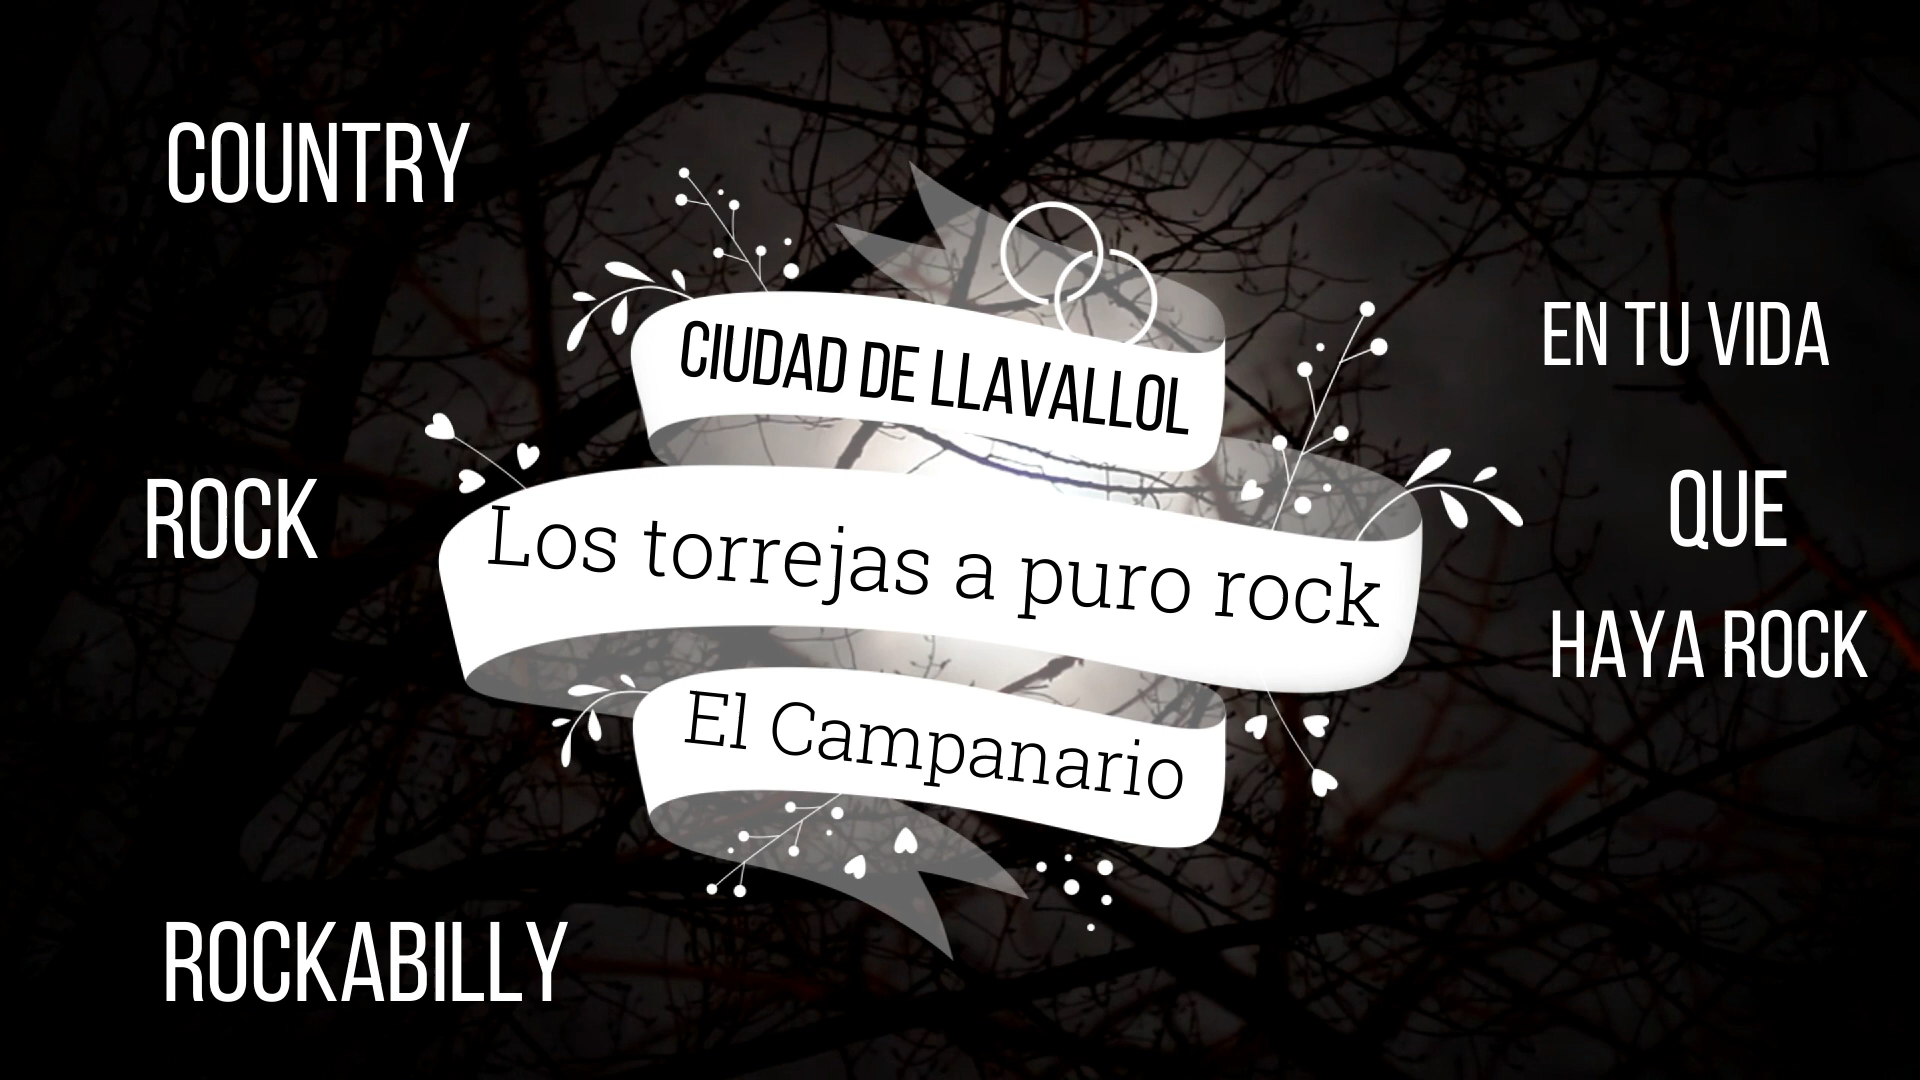 COUNTRY
ROCK
ROCKABILLY
CIUDAD DE LLAVALLOL
Los torrejas a puro rock
El Campanario
EN TU VIDA
QUE
HAYA ROCK